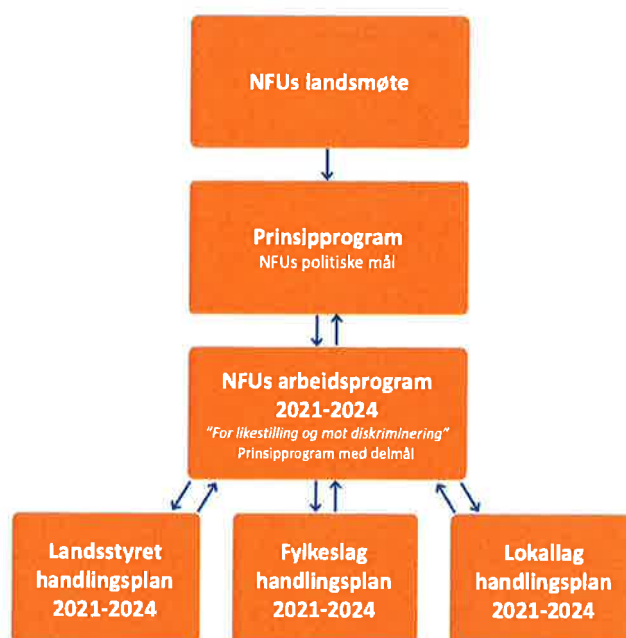 NFUs landsmøte
Prinsipprogram
NFUs politiske mål
NFUs arbeidsprogram
2021-2024
"For likestilling og mot diskriminering"
Prinsipprogram med delmål
Landsstyret
handlingsplan
2021-2024
Fylkeslag
handlingsplan
2021-2024
Lokallag
handlingsplan
2021-2024